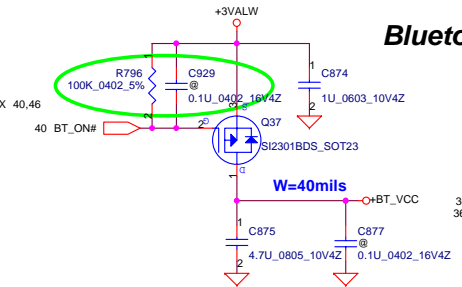 +3VALW
Blueto
R796
100K_0402_5%
1
2
C929
@
0.1U_0402_16V4Z
1
C874
1U_0603_10V4Z
2
X 40,46
40 BT_ON#
2
G
3
S
Q37
SI2301BDS_SOT23
1
D
W=40mils
+BT_VCC
3
36
1
C875
4.7U_0805_10V4Z
2
C877
@
0.1U_0402_16V4Z